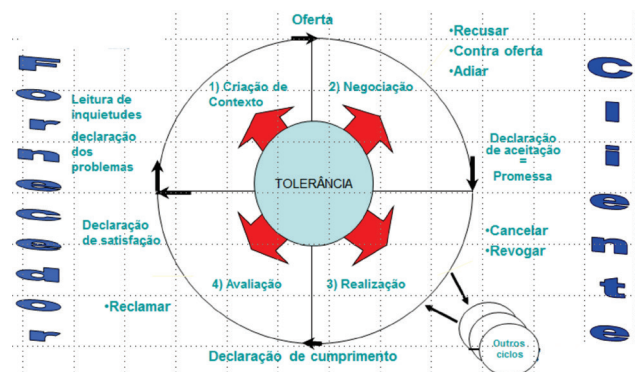 Oferta
•Recusar
•Contra oferta
•Adiar
Fornecedor
Cliente
1) Criação de
Contexto
2) Negociação
Leitura de
inquietudes
declaração
dos
problemas
Declaração
de aceitação
=
Promessa
TOLERÂNCIA
Declaração
de satisfação
•Cancelar
•Revogar
4) Avaliação
3) Realização
•Reclamar
Outros
ciclos
Declaração de cumprimento